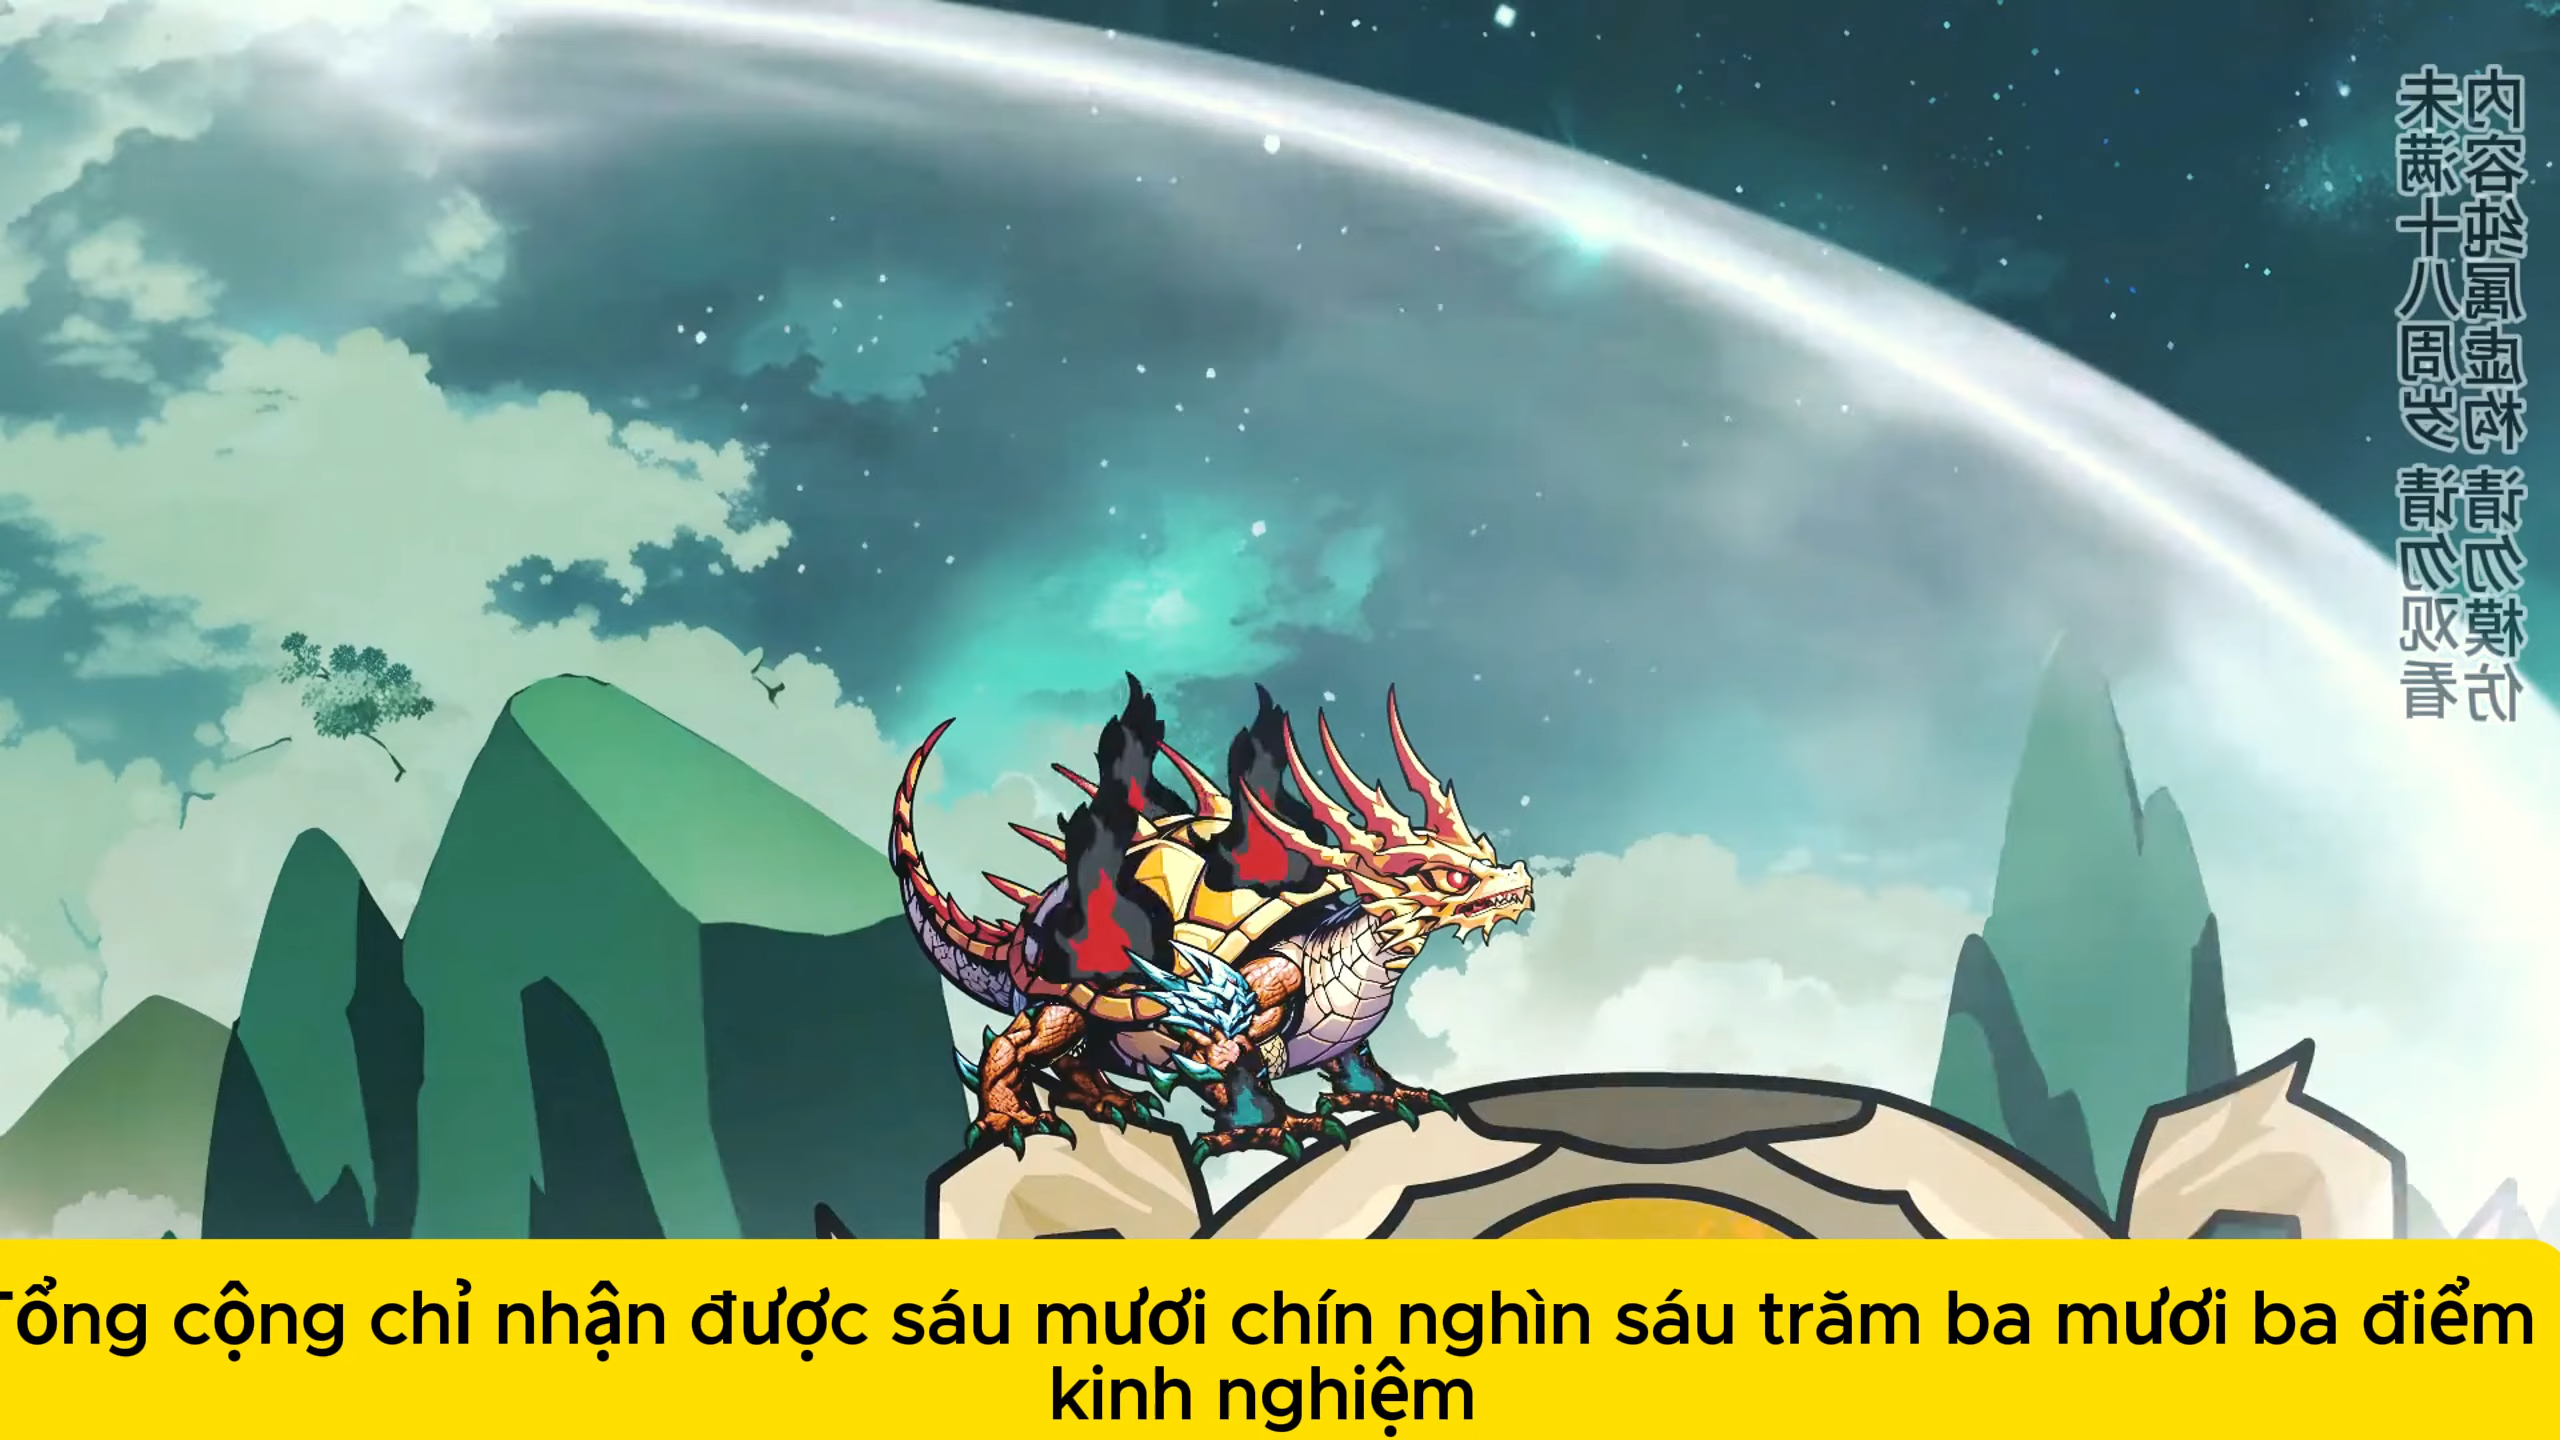 内容纯属虚构 请勿模仿
未满十八周岁 请勿观看
Tổng cộng chỉ nhận được sáu mươi chín nghìn sáu trăm ba mươi ba điểm
kinh nghiệm